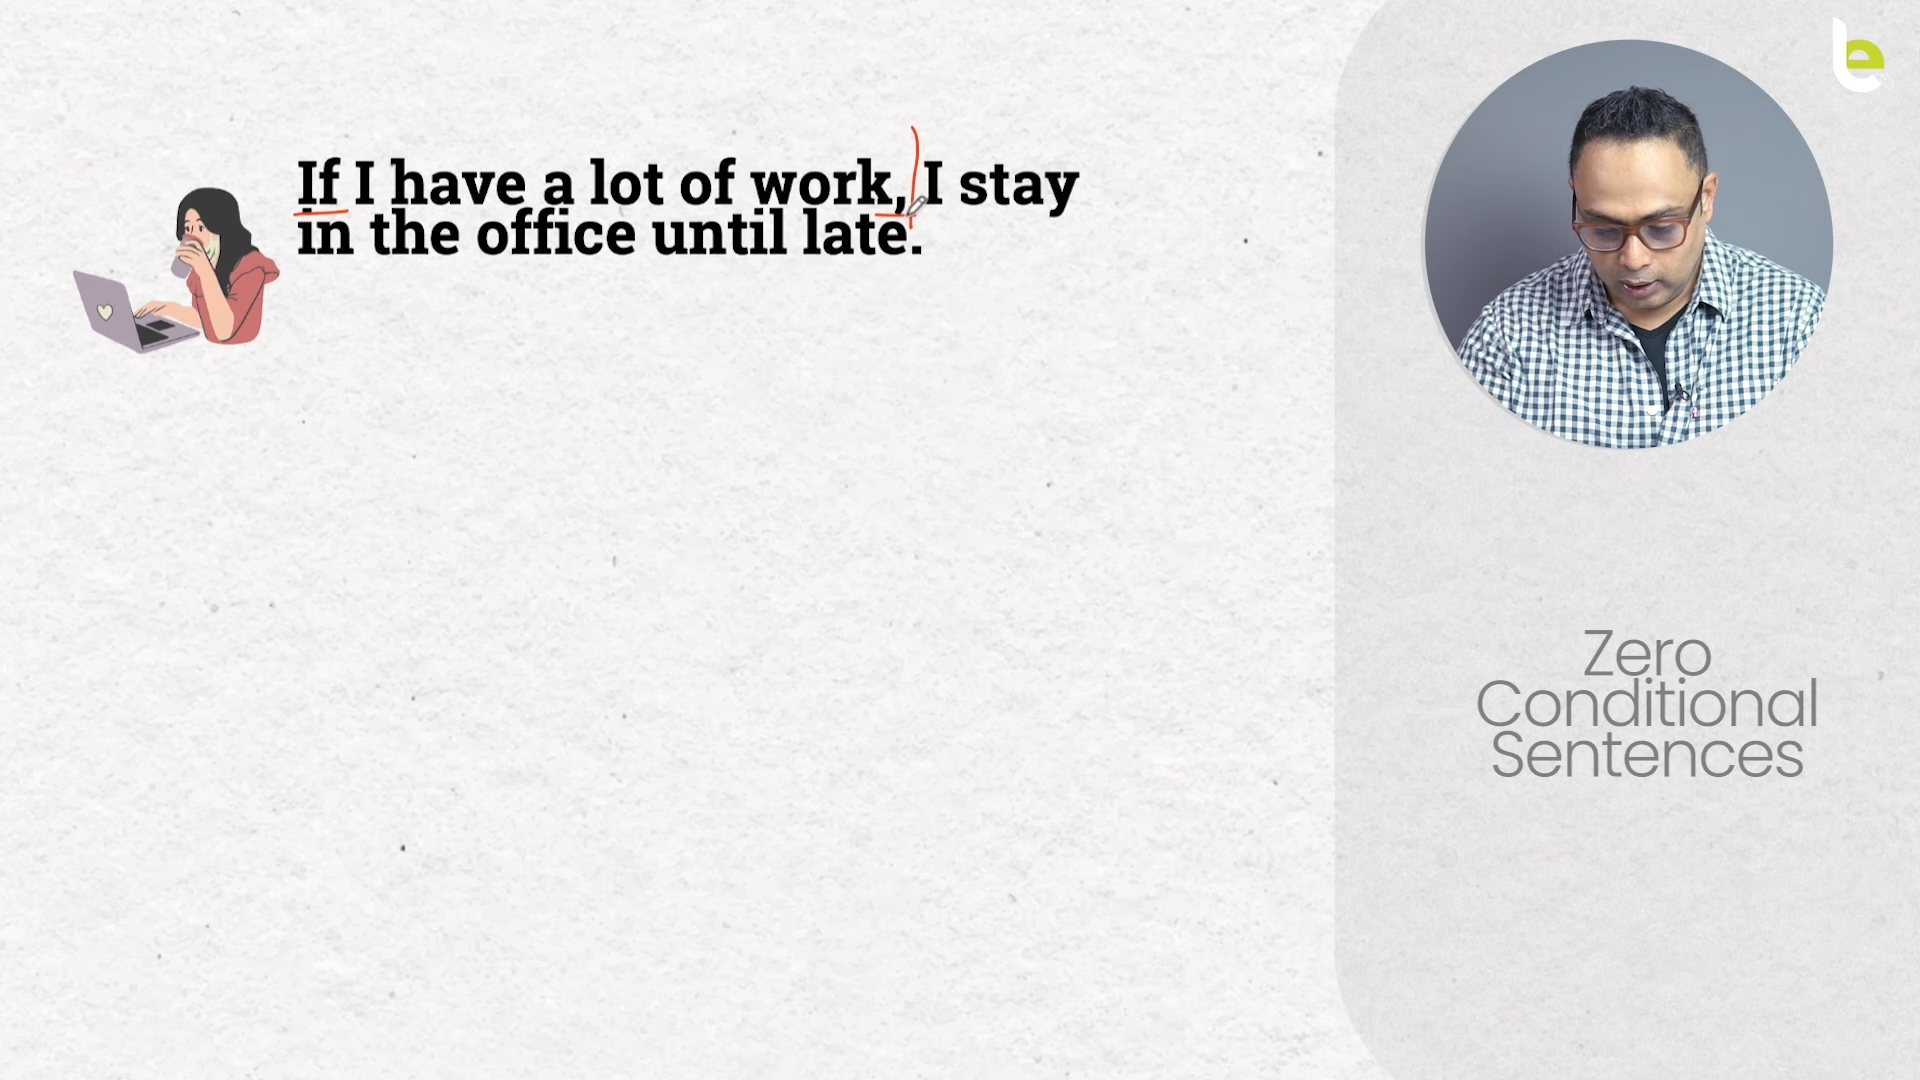 If I have a lot of work, I stay
in the office until late.
Zero
Conditional
Sentences